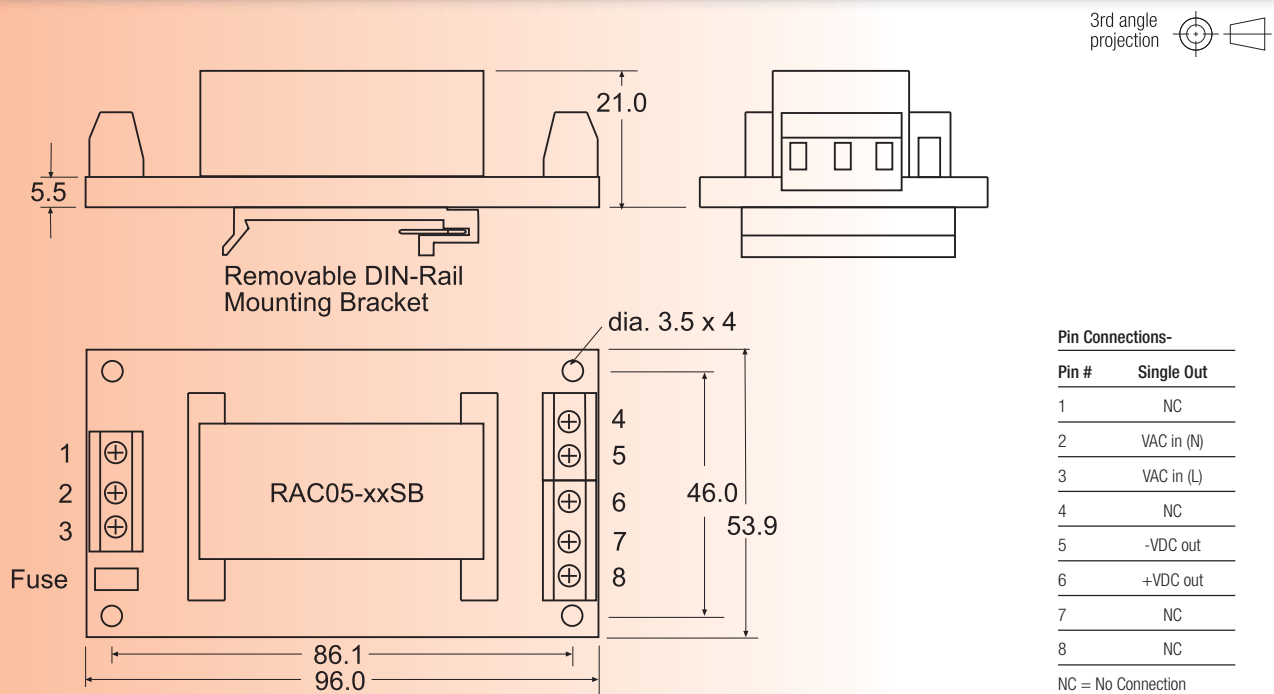 3rd angle
projection
21.0
5.5
Removable DIN-Rail
Mounting Bracket
dia. 3.5 x 4
1
2
3
Fuse
RAC05-xxSB
4
5
6
7
8
46.0
53.9
86.1
96.0
Pin Connections-
Pin # Single Out
1 NC
2 VAC in (N)
3 VAC in (L)
4 NC
5 -VDC out
6 +VDC out
7 NC
8 NC
NC = No Connection